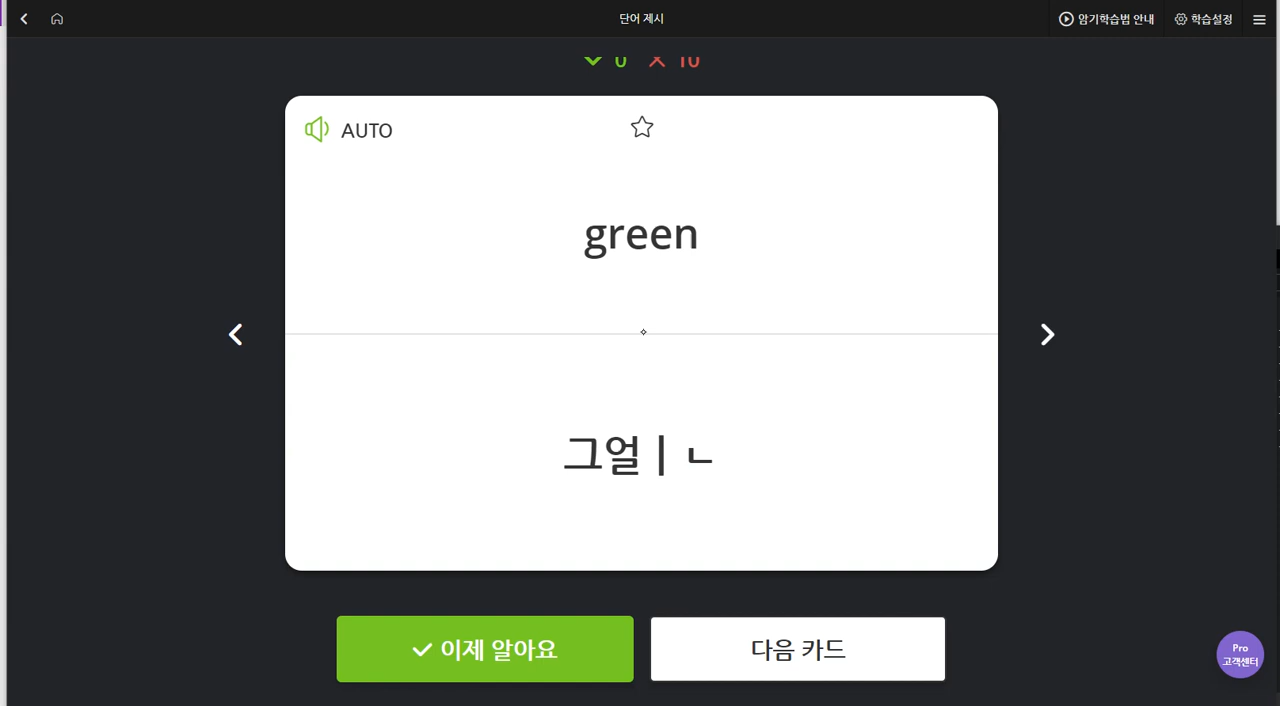 단어 제시
암기학습법 안내
학습설정
AUTO
green
그얼ㅣㄴ
이제 알아요
다음 카드
Pro
고객센터